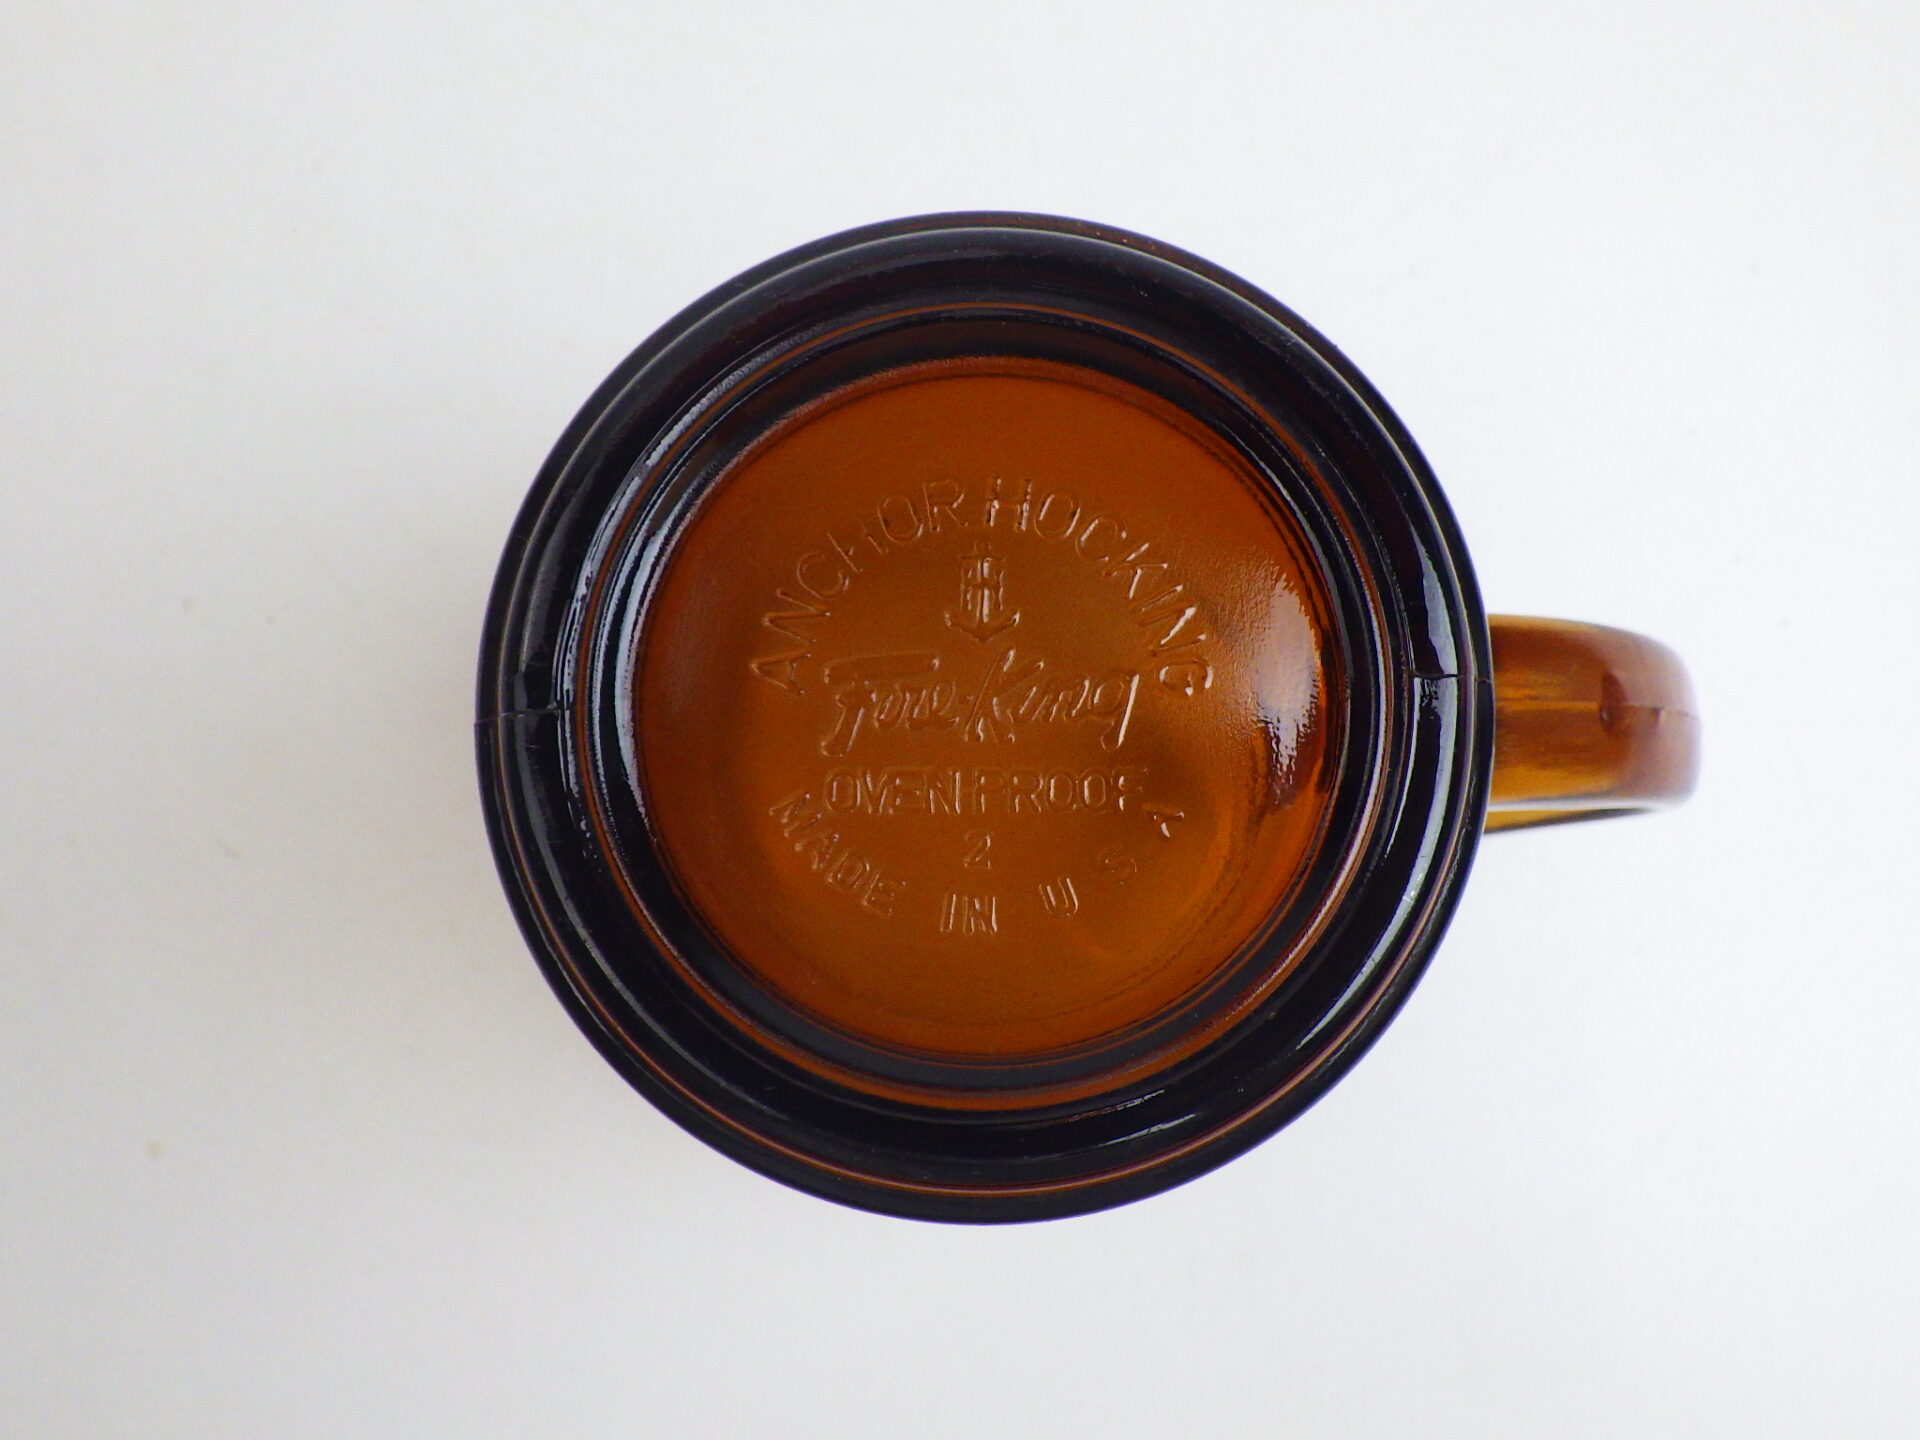 ANCHOR HOCKING
Fire-King
OVEN PROOF
2
MADE IN U S A